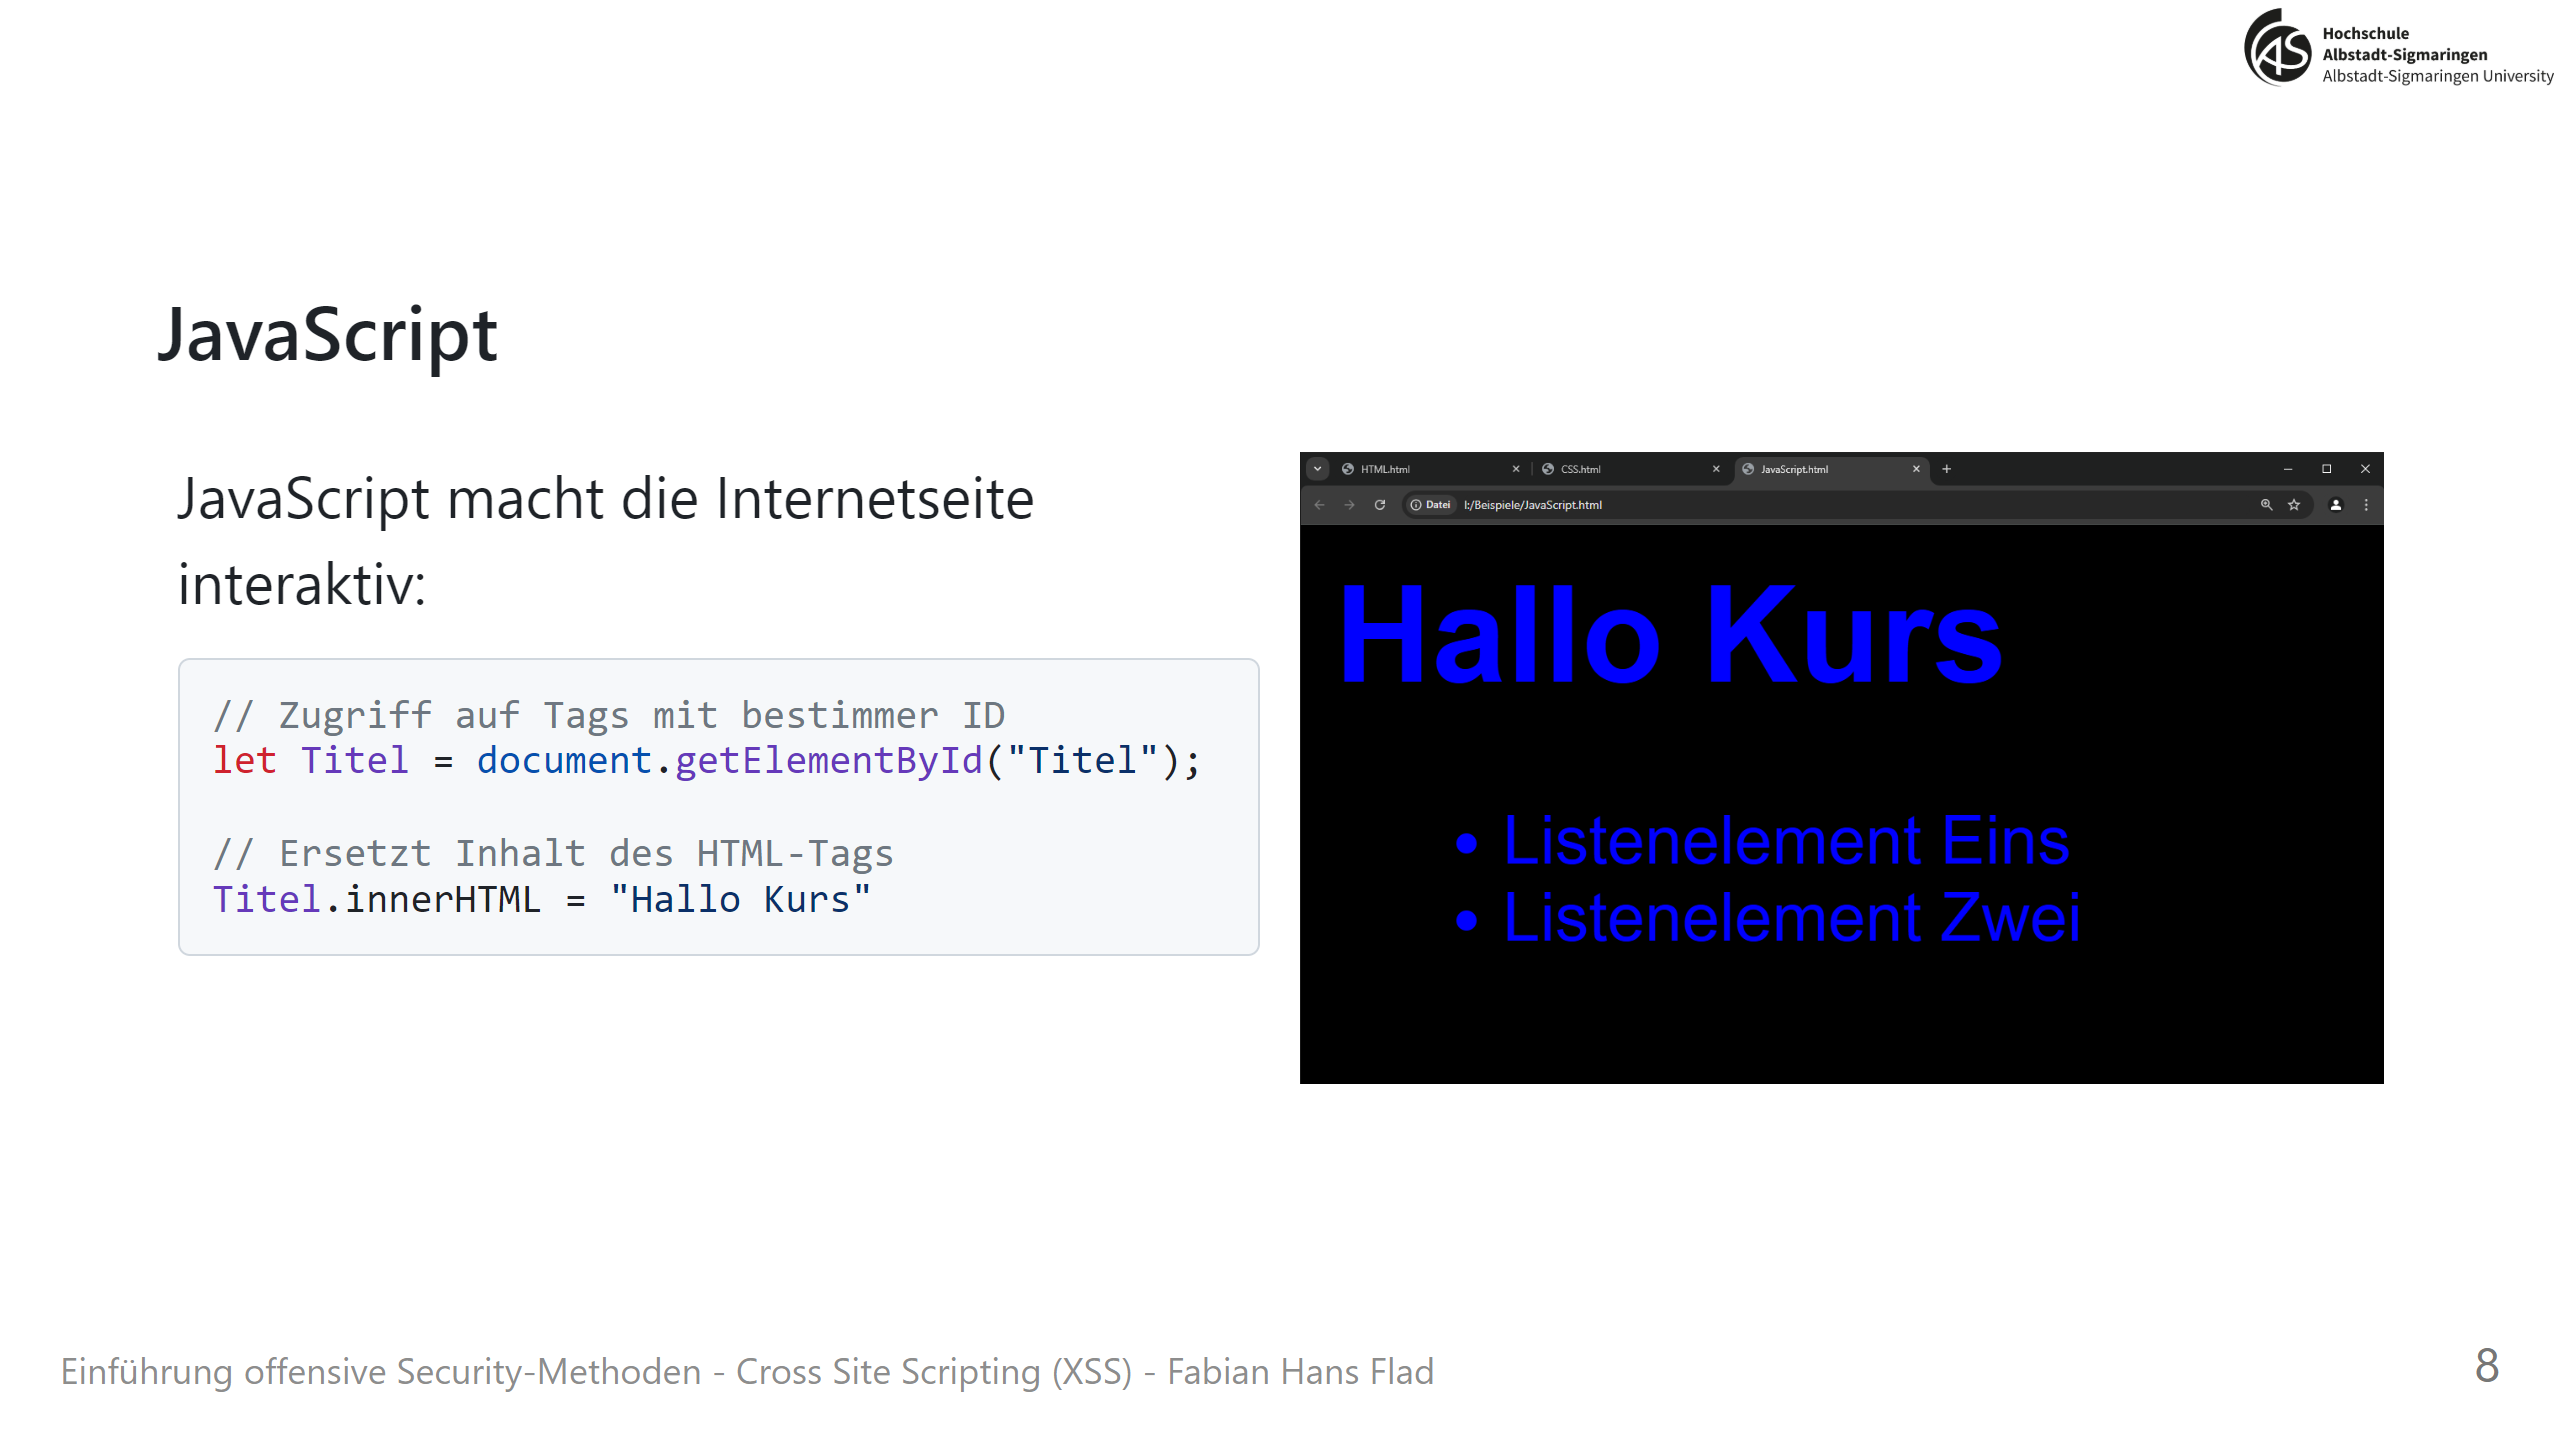 Hochschule
Albstadt-Sigmaringen
Albstadt-Sigmaringen University
JavaScript
JavaScript macht die Internetseite
interaktiv:
// Zugriff auf Tags mit bestimmer ID
let Titel = document.getElementById("Titel");
// Ersetzt Inhalt des HTML-Tags
Titel.innerHTML = "Hallo Kurs"
HTML.html
CSS.html
JavaScript.html
Datei
I:/Beispiele/JavaScript.html
Hallo Kurs
• Listenelement Eins
• Listenelement Zwei
Einführung offensive Security-Methoden - Cross Site Scripting (XSS) - Fabian Hans Flad
8